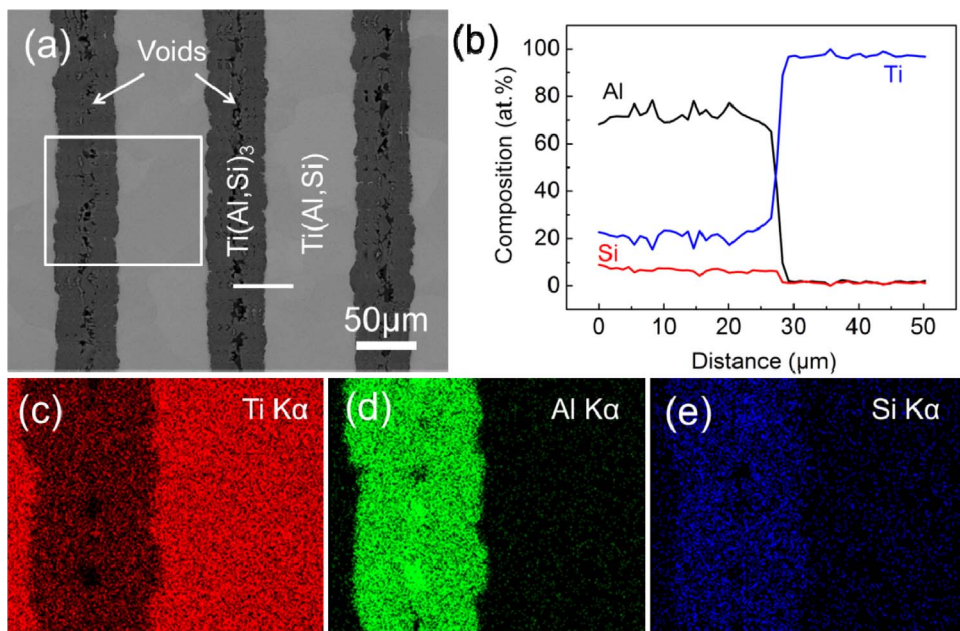 (a)
Voids
Ti(Al,Si)₃
Ti(Al,Si)
50μm
(b)
100
80
60
40
20
0
Composition (at.%)
Al
Ti
Si
0 10 20 30 40 50
Distance (μm)
(c) Ti Kα
(d) Al Kα
(e) Si Kα